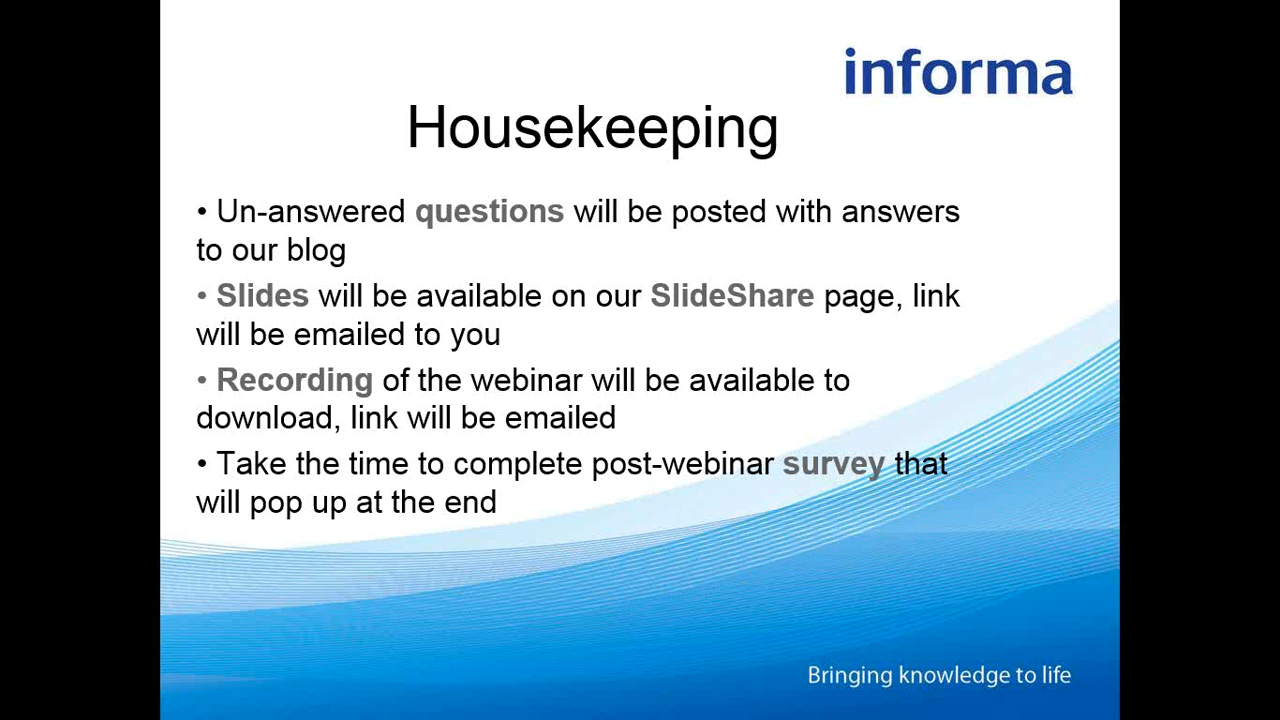 informa
Housekeeping
• Un-answered questions will be posted with answers
to our blog
• Slides will be available on our SlideShare page, link
will be emailed to you
• Recording of the webinar will be available to
download, link will be emailed
• Take the time to complete post-webinar survey that
will pop up at the end
Bringing knowledge to life